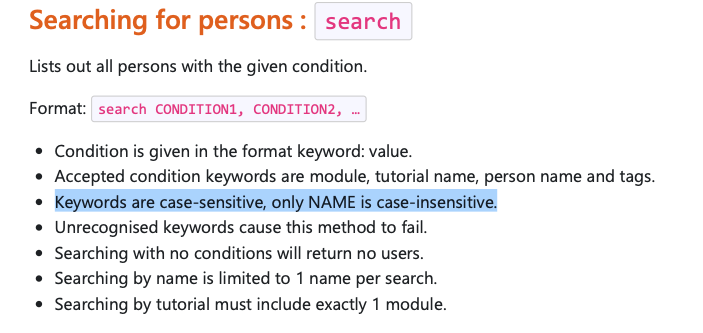 Searching for persons : search
Lists out all persons with the given condition.
Format: search CONDITION1, CONDITION2, …
• Condition is given in the format keyword: value.
• Accepted condition keywords are module, tutorial name, person name and tags.
• Keywords are case-sensitive, only NAME is case-insensitive.
• Unrecognised keywords cause this method to fail.
• Searching with no conditions will return no users.
• Searching by name is limited to 1 name per search.
• Searching by tutorial must include exactly 1 module.